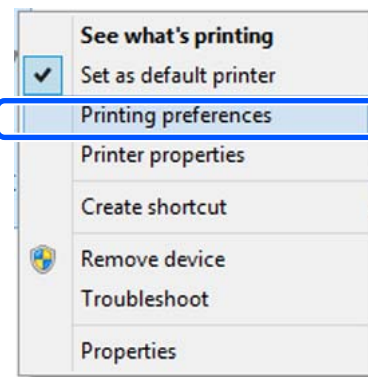 See what's printing
Set as default printer
Printing preferences
Printer properties
Create shortcut
Remove device
Troubleshoot
Properties